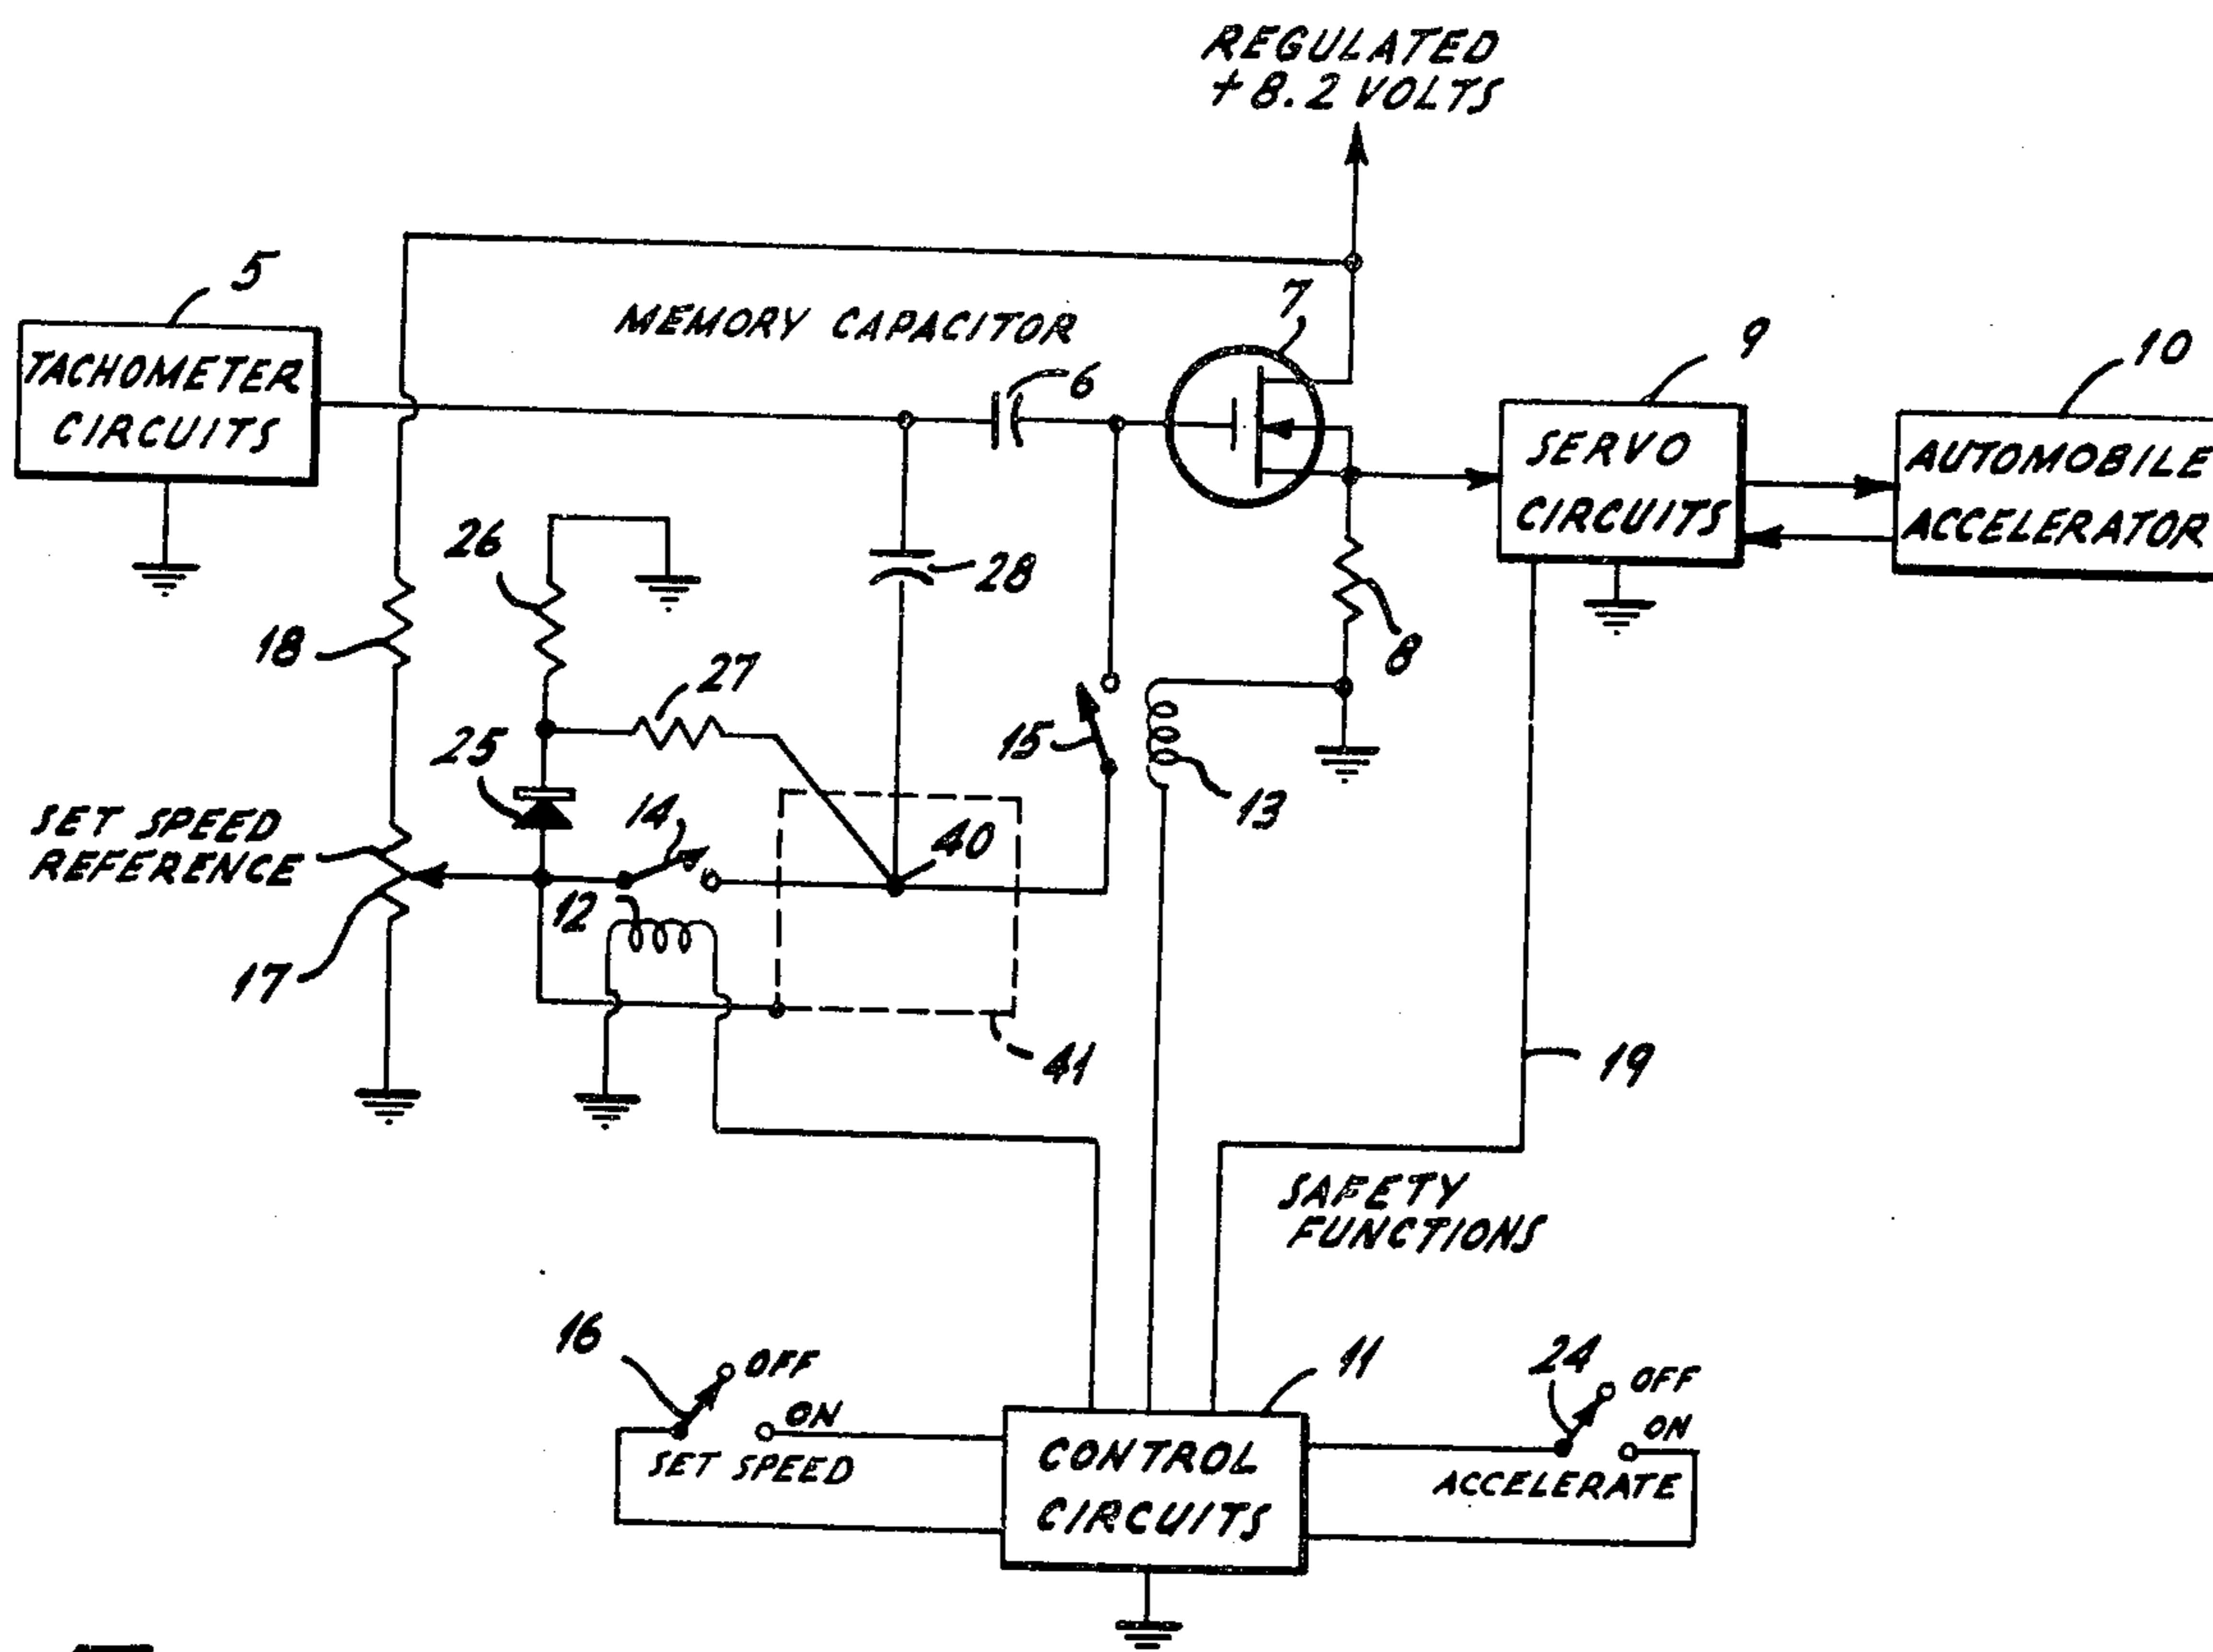 REGULATED
+8.2 VOLTS
5
MEMORY CAPACITOR
7
9
10
TACHOMETER
CIRCUITS
6
SERVO
CIRCUITS
AUTOMOBILE
ACCELERATOR
26
28
18
27
8
25
15
13
SET SPEED
REFERENCE
14
40
12
17
41
19
SAFETY
FUNCTIONS
16
OFF
ON
SET SPEED
11
24
OFF
ON
ACCELERATE
CONTROL
CIRCUITS